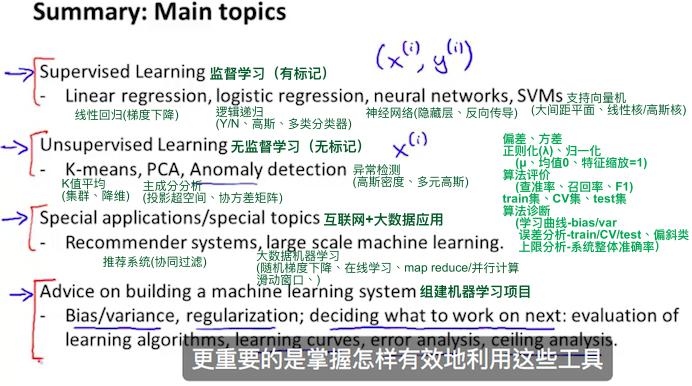 Summary: Main topics
(x^(i), y^(i))
Supervised Learning 监督学习（有标记）
- Linear regression, logistic regression, neural networks, SVMs 支持向量机
线性回归(梯度下降)
逻辑递归
(Y/N、高斯、多类分类器)
神经网络(隐藏层、反向传导)
(大间距平面、线性核/高斯核)
Unsupervised Learning 无监督学习（无标记）
x^(i)
- K-means, PCA, Anomaly detection 异常检测
(高斯密度、多元高斯)
K值平均
(集群、降维)
主成分分析
(投影超空间、协方差矩阵)
偏差、方差
正则化(λ)、归一化
(μ、均值0、特征缩放=1)
算法评价
(查准率、召回率、F1)
train集、CV集、test集
算法诊断
(学习曲线-bias/var
误差分析-train/CV/test、偏斜类
上限分析-系统整体准确率)
Special applications/special topics 互联网+大数据应用
- Recommender systems, large scale machine learning.
推荐系统(协同过滤)
大数据机器学习
(随机梯度下降、在线学习、map reduce/并行计算
滑动窗口、)
Advice on building a machine learning system 组建机器学习项目
- Bias/variance, regularization; deciding what to work on next: evaluation of
learning algorithms, learning curves, error analysis, ceiling analysis.
更重要的是掌握怎样有效地利用这些工具